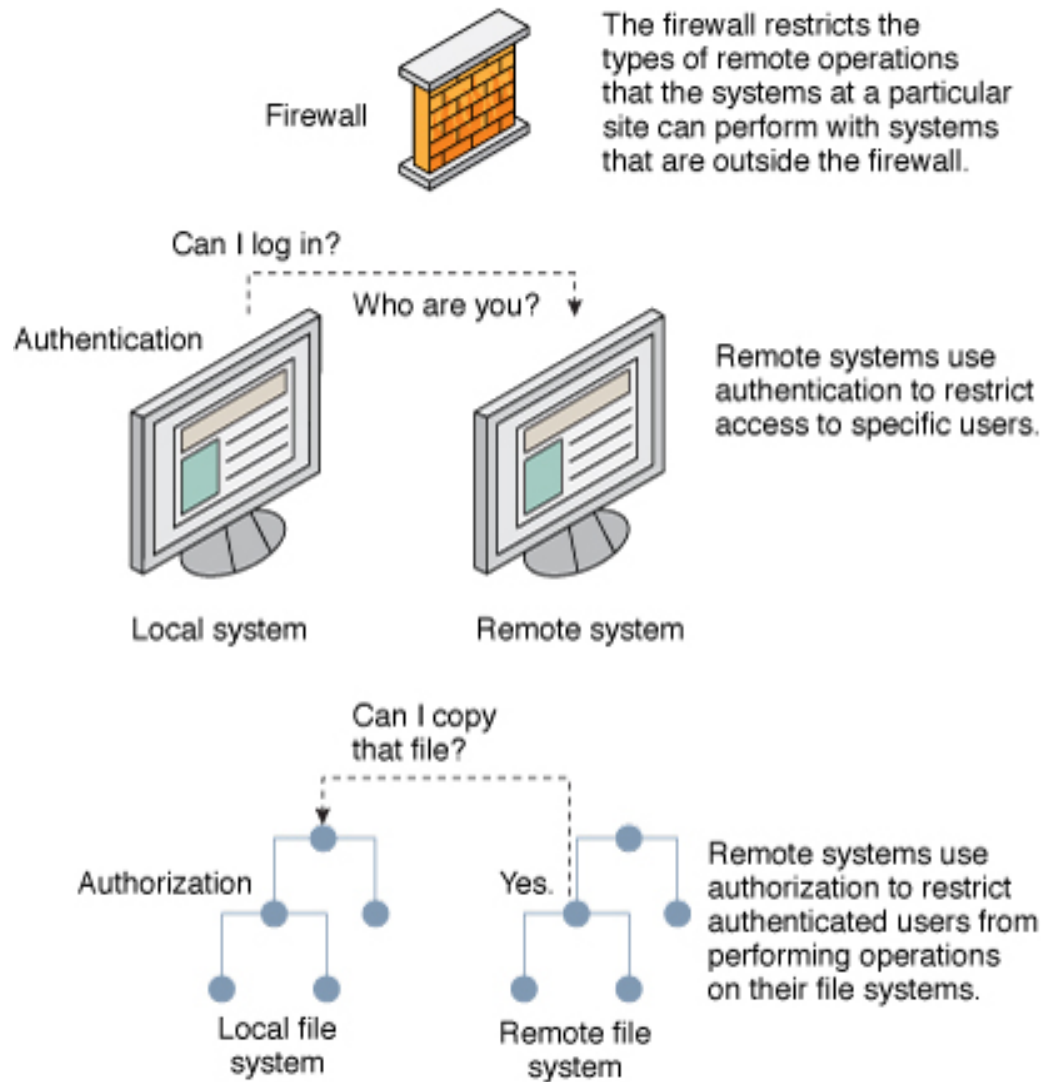 Firewall
The firewall restricts the
types of remote operations
that the systems at a particular
site can perform with systems
that are outside the firewall.
Can I log in?
Who are you?
Authentication
Remote systems use
authentication to restrict
access to specific users.
Local system
Remote system
Can I copy
that file?
Authorization
Yes.
Remote systems use
authorization to restrict
authenticated users from
performing operations
on their file systems.
Local file
system
Remote file
system